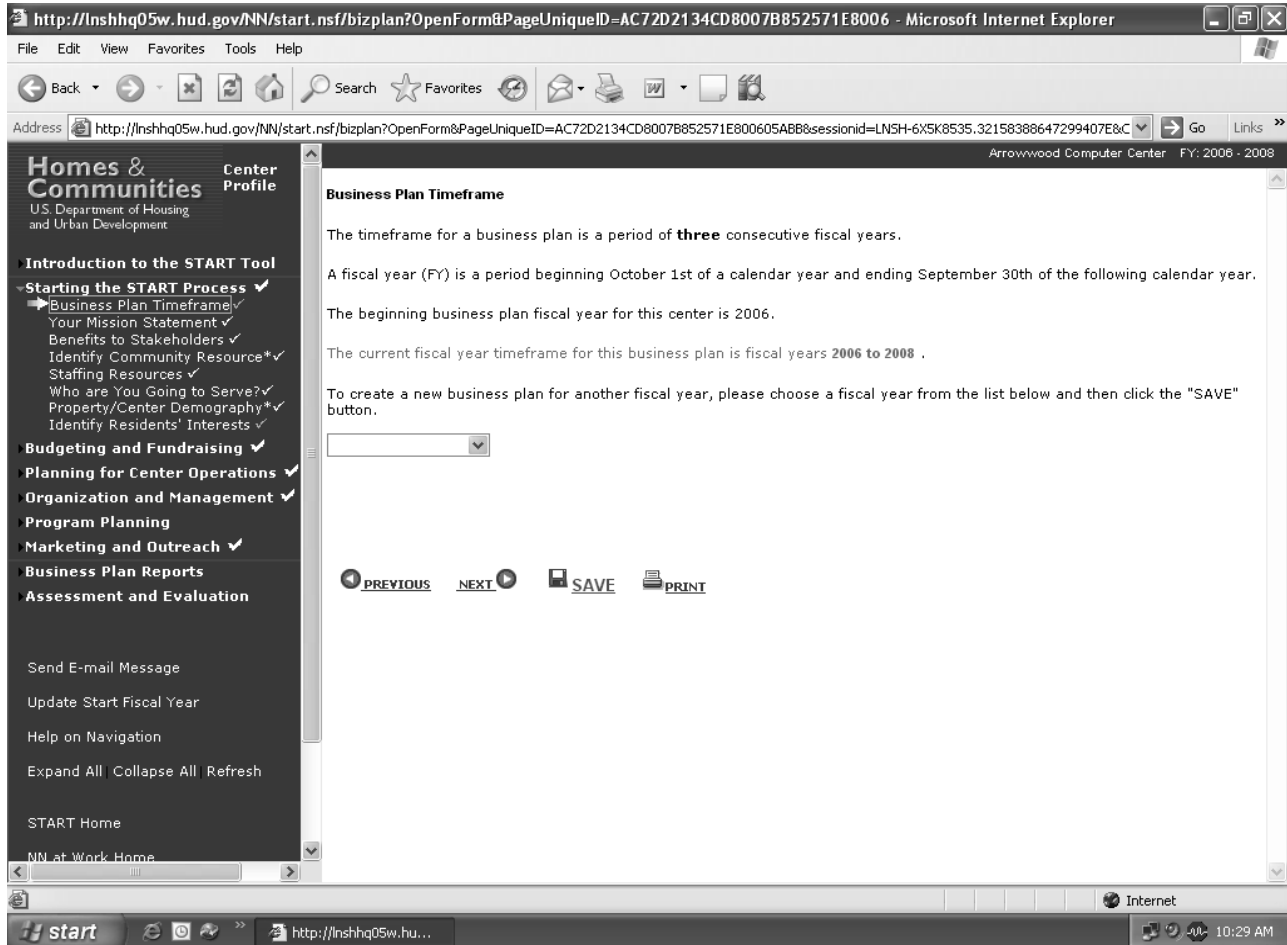 http://lnshhq05w.hud.gov/NN/start.nsf/bizplan?OpenForm&PageUniqueID=AC72D2134CD8007B852571E8006 - Microsoft Internet Explorer
File Edit View Favorites Tools Help
Back Search Favorites
Address http://lnshhq05w.hud.gov/NN/start.nsf/bizplan?OpenForm&PageUniqueID=AC72D2134CD8007B852571E800605ABB&sessionid=LNSH-6X5K8535.32158388647299407E&C Go Links »
Arrowwood Computer Center FY: 2006 - 2008
Homes &
Communities
U.S. Department of Housing
and Urban Development
Center
Profile
Introduction to the START Tool
Starting the START Process ✓
Business Plan Timeframe ✓
Your Mission Statement ✓
Benefits to Stakeholders ✓
Identify Community Resource*✓
Staffing Resources ✓
Who are You Going to Serve?✓
Property/Center Demography*✓
Identify Residents' Interests ✓
Budgeting and Fundraising ✓
Planning for Center Operations ✓
Organization and Management ✓
Program Planning
Marketing and Outreach ✓
Business Plan Reports
Assessment and Evaluation
Send E-mail Message
Update Start Fiscal Year
Help on Navigation
Expand All | Collapse All | Refresh
START Home
NN at Work Home
Business Plan Timeframe
The timeframe for a business plan is a period of three consecutive fiscal years.
A fiscal year (FY) is a period beginning October 1st of a calendar year and ending September 30th of the following calendar year.
The beginning business plan fiscal year for this center is 2006.
The current fiscal year timeframe for this business plan is fiscal years 2006 to 2008 .
To create a new business plan for another fiscal year, please choose a fiscal year from the list below and then click the "SAVE"
button.
PREVIOUS NEXT SAVE PRINT
Internet
start » http://lnshhq05w.hu... 10:29 AM